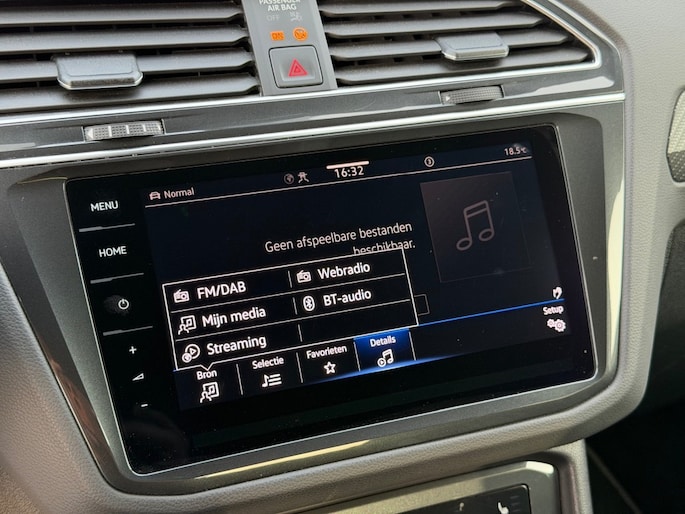 PASSENGER
AIR BAG
OFF
16:32
18.5°C
Normal
MENU
HOME
Geen afspeelbare bestanden
beschikbaar.
FM/DAB
Webradio
Mijn media
BT-audio
Streaming
Bron
Selectie
Favorieten
Details
Setup
+
-